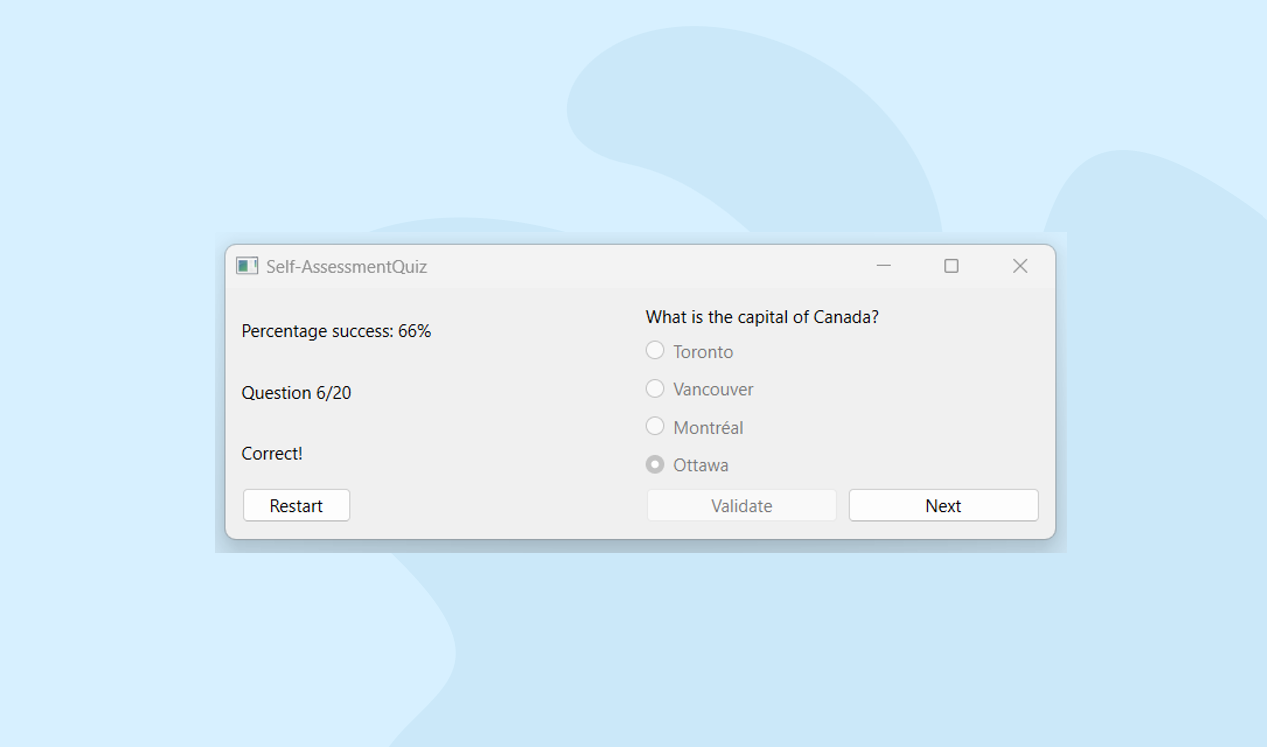 Self-AssessmentQuiz
Percentage success: 66%
Question 6/20
Correct!
Restart
What is the capital of Canada?
Toronto
Vancouver
Montréal
Ottawa
Validate
Next